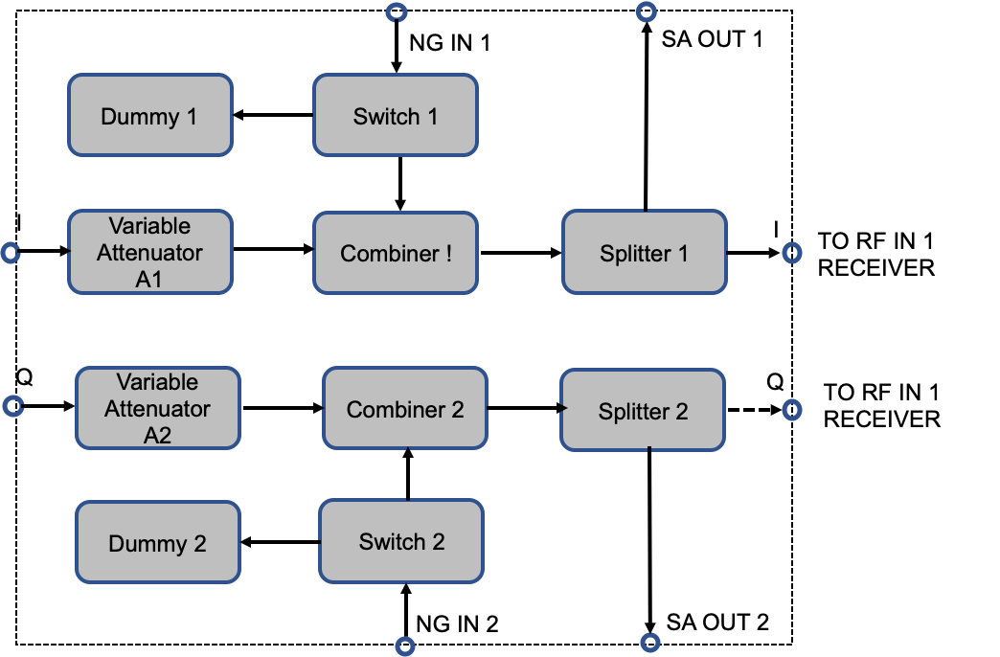 NG IN 1
SA OUT 1
Dummy 1
Switch 1
I
Variable
Attenuator
A1
Combiner !
Splitter 1
I
TO RF IN 1
RECEIVER
Q
Variable
Attenuator
A2
Combiner 2
Splitter 2
Q
TO RF IN 1
RECEIVER
Dummy 2
Switch 2
NG IN 2
SA OUT 2